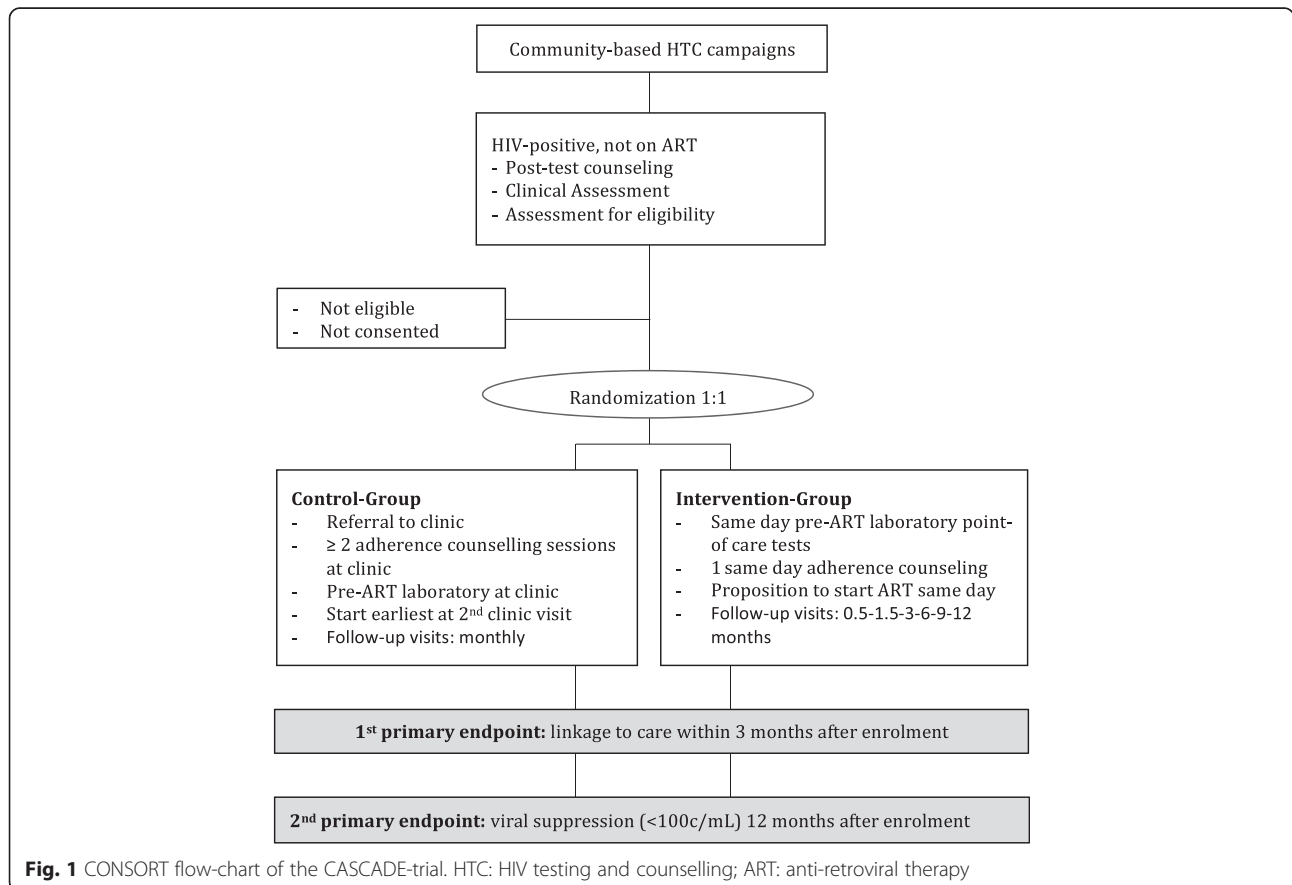 Community-based HTC campaigns
HIV-positive, not on ART
- Post-test counseling
- Clinical Assessment
- Assessment for eligibility
- Not eligible
- Not consented
Randomization 1:1
Control-Group
- Referral to clinic
- ≥ 2 adherence counselling sessions
at clinic
- Pre-ART laboratory at clinic
- Start earliest at 2nd clinic visit
- Follow-up visits: monthly
Intervention-Group
- Same day pre-ART laboratory point-
of care tests
- 1 same day adherence counseling
- Proposition to start ART same day
- Follow-up visits: 0.5-1.5-3-6-9-12
months
1st primary endpoint: linkage to care within 3 months after enrolment
2nd primary endpoint: viral suppression (<100c/mL) 12 months after enrolment
Fig. 1 CONSORT flow-chart of the CASCADE-trial. HTC: HIV testing and counselling; ART: anti-retroviral therapy